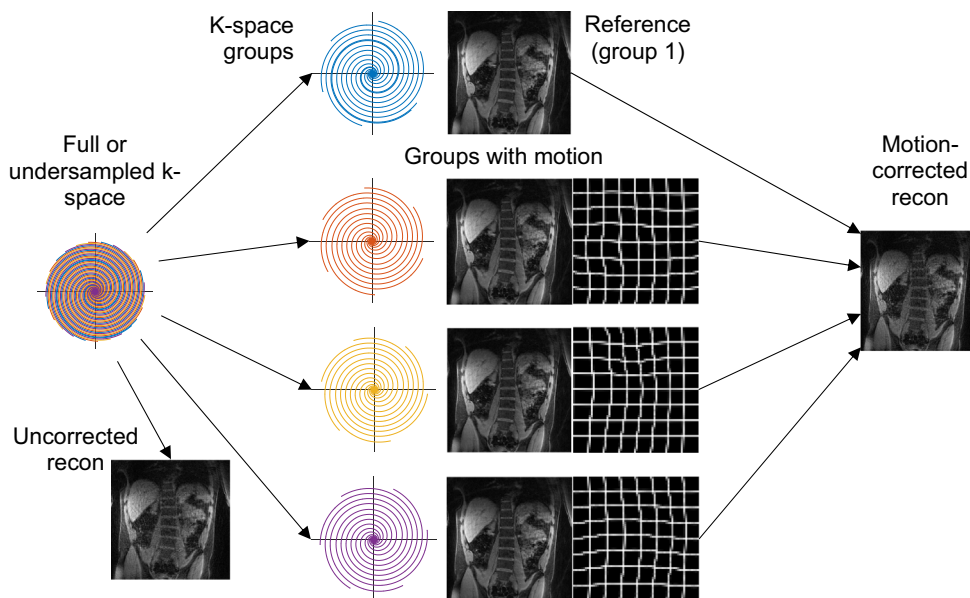 K-space
groups
Reference
(group 1)
Full or
undersampled k-
space
Groups with motion
Motion-
corrected
recon
Uncorrected
recon